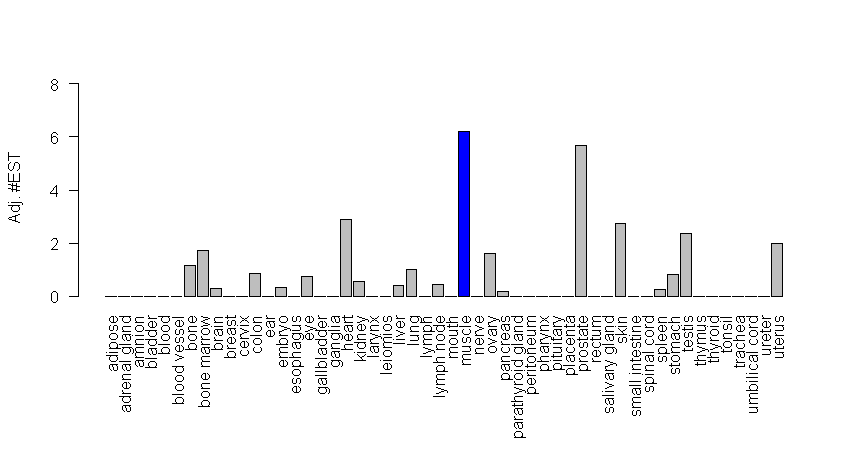 8
6
4
2
0
Adj. #EST
adipose
adrenal gland
amnion
bladder
blood
blood vessel
bone
bone marrow
brain
breast
cervix
colon
ear
embryo
esophagus
eye
gallbladder
ganglia
heart
kidney
larynx
leiomios
liver
lung
lymph
lymph node
mouth
muscle
nerve
ovary
pancreas
parathyroid gland
peritoneum
pharynx
pituitary
placenta
prostate
rectum
salivary gland
skin
small intestine
spinal cord
spleen
stomach
testis
thymus
thyroid
tonsil
trachea
umbilical cord
ureter
uterus